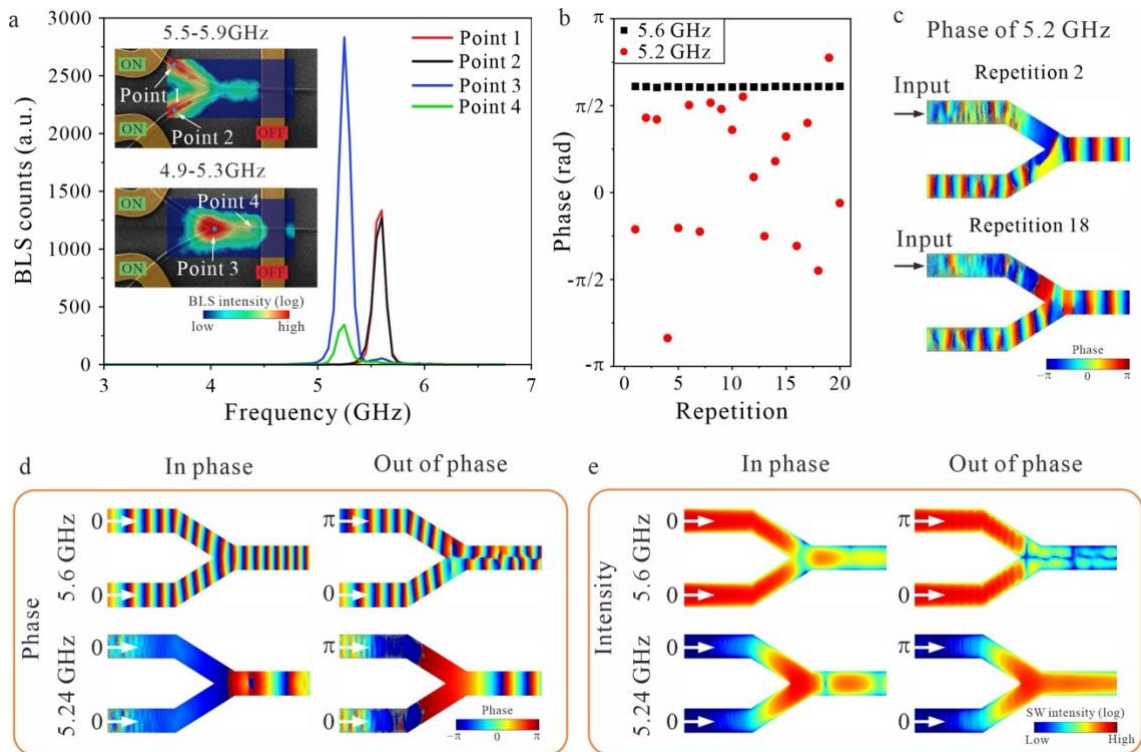 a
3000
2500
2000
1500
1000
500
0
BLS counts (a.u.)
3
4
5
6
7
Frequency (GHz)
Point 1
Point 2
Point 3
Point 4
5.5-5.9GHz
ON
Point 1
Point 2
ON
OFF
4.9-5.3GHz
ON
Point 4
ON
Point 3
OFF
BLS intensity (log)
low
high
b
π
π/2
0
-π/2
-π
Phase (rad)
5.6 GHz
5.2 GHz
0
5
10
15
20
Repetition
c
Phase of 5.2 GHz
Repetition 2
Input
Repetition 18
Input
Phase
-π
0
π
d
In phase
Out of phase
Phase
5.6 GHz
0
0
π
0
5.24 GHz
0
0
π
0
Phase
-π
0
π
e
In phase
Out of phase
Intensity
5.6 GHz
0
0
π
0
5.24 GHz
0
0
π
0
SW intensity (log)
Low
High